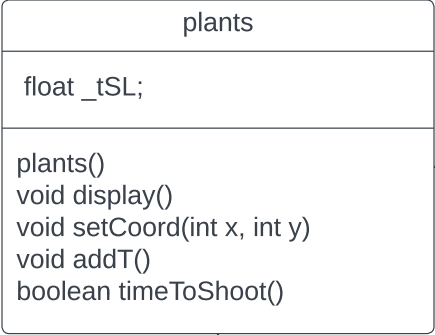 plants
float _tSL;
plants()
void display()
void setCoord(int x, int y)
void addT()
boolean timeToShoot()